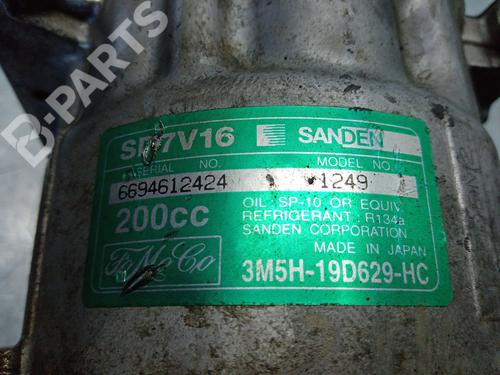 B-PARTS
SD7V16 SANDEN
SERIAL NO. MODEL NO.
6694612424 1249
200CC
OIL SP-10 OR EQUIV.
REFRIGERANT : R134a
SANDEN CORPORATION
MADE IN JAPAN
FoMoCo 3M5H-19D629-HC